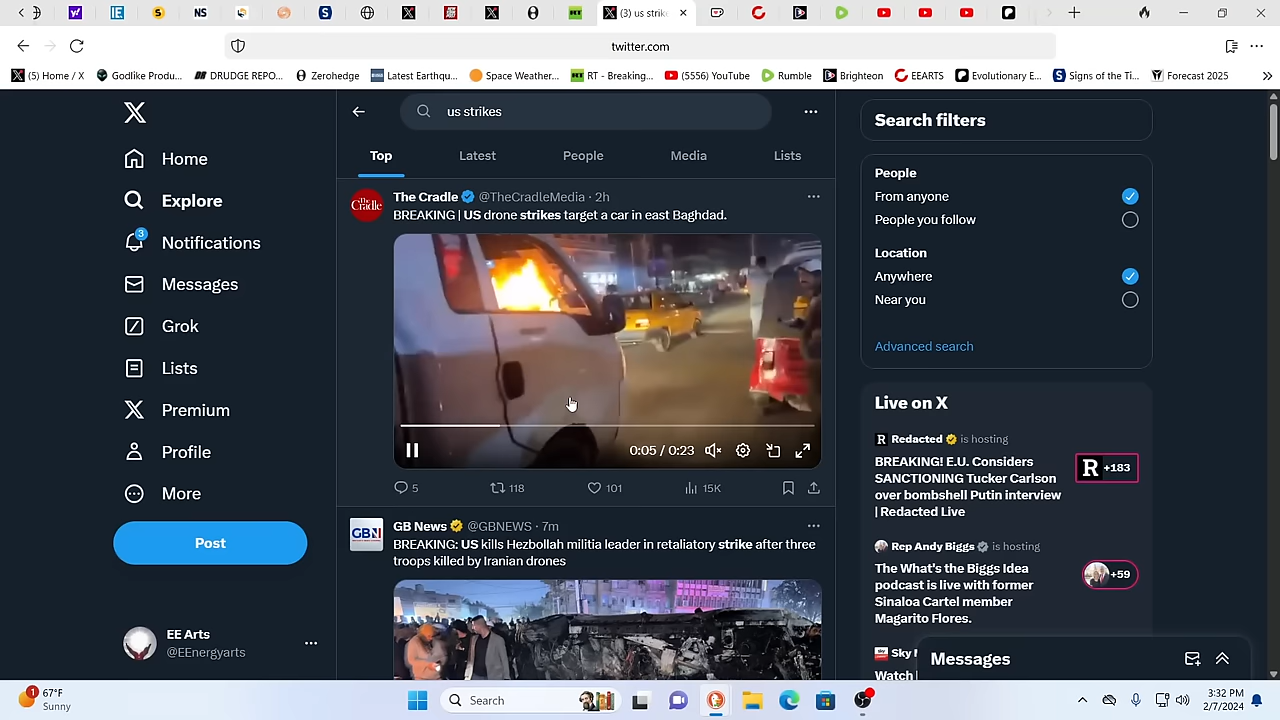 (3) us strik
twitter.com
(5) Home / X
Godlike Produ...
DRUDGE REPO...
Zerohedge
Latest Earthqu...
Space Weather...
RT - Breaking...
(5556) YouTube
Rumble
Brighteon
EEARTS
Evolutionary E...
Signs of the Ti...
Forecast 2025
us strikes
Top
Latest
People
Media
Lists
Home
Explore
3
Notifications
Messages
Grok
Lists
Premium
Profile
More
Post
EE Arts
@EEnergyarts
The Cradle @TheCradleMedia · 2h
BREAKING | US drone strikes target a car in east Baghdad.
0:05 / 0:23
5
118
101
15K
GB News @GBNEWS · 7m
BREAKING: US kills Hezbollah militia leader in retaliatory strike after three
troops killed by Iranian drones
Search filters
People
From anyone
People you follow
Location
Anywhere
Near you
Advanced search
Live on X
Redacted is hosting
BREAKING! E.U. Considers
SANCTIONING Tucker Carlson
over bombshell Putin interview
| Redacted Live
R +183
Rep Andy Biggs is hosting
The What's the Biggs Idea
podcast is live with former
Sinaloa Cartel member
Magarito Flores.
+59
Watch
Messages
1
67°F
Sunny
Search
3:32 PM
2/7/2024